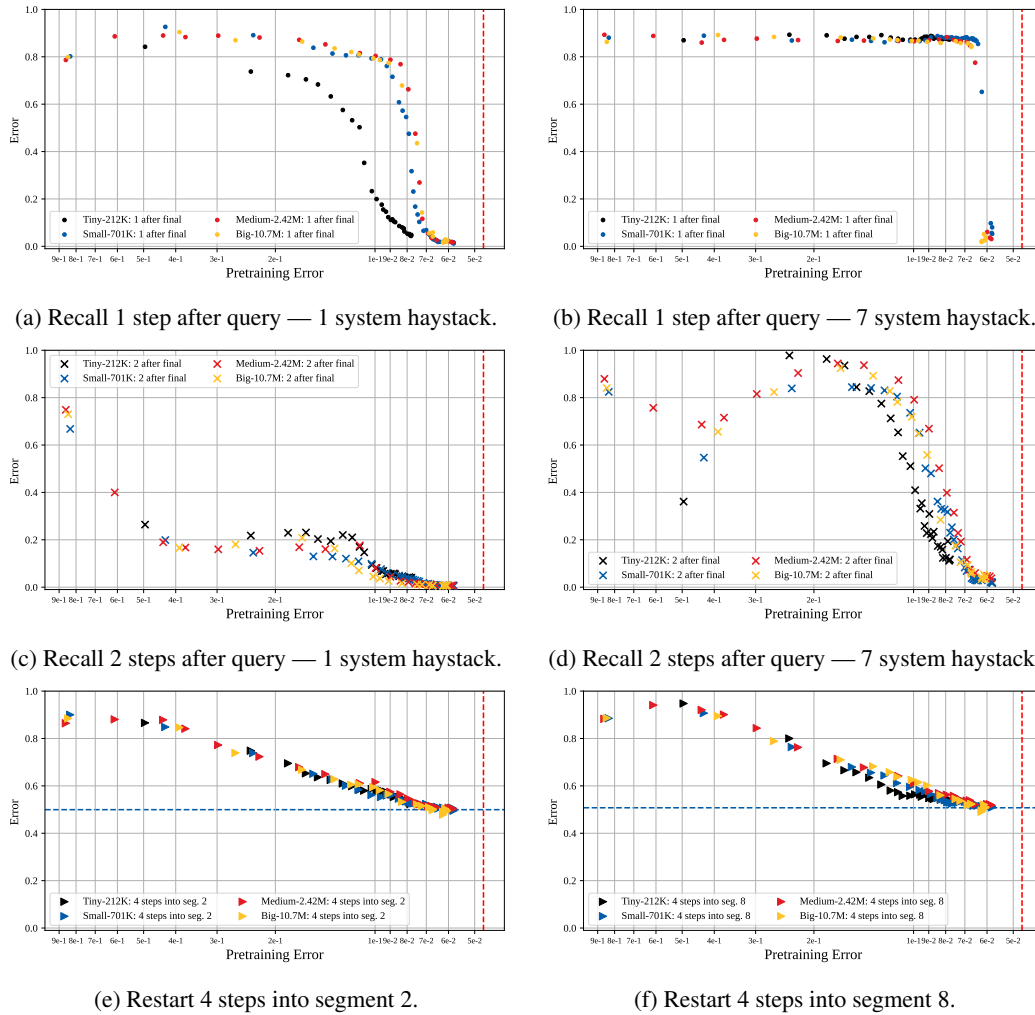 1.0
0.8
0.6
0.4
0.2
0.0
Error
Tiny-212K: 1 after final
Small-701K: 1 after final
Medium-2.42M: 1 after final
Big-10.7M: 1 after final
9e-1 8e-1 7e-1 6e-1 5e-1 4e-1 3e-1 2e-1 1e-19e-2 8e-2 7e-2 6e-2 5e-2
Pretraining Error
(a) Recall 1 step after query — 1 system haystack.
1.0
0.8
0.6
0.4
0.2
0.0
Error
Tiny-212K: 1 after final
Small-701K: 1 after final
Medium-2.42M: 1 after final
Big-10.7M: 1 after final
9e-1 8e-1 7e-1 6e-1 5e-1 4e-1 3e-1 2e-1 1e-19e-2 8e-2 7e-2 6e-2 5e-2
Pretraining Error
(b) Recall 1 step after query — 7 system haystack.
1.0
0.8
0.6
0.4
0.2
0.0
Error
Tiny-212K: 2 after final
Small-701K: 2 after final
Medium-2.42M: 2 after final
Big-10.7M: 2 after final
9e-1 8e-1 7e-1 6e-1 5e-1 4e-1 3e-1 2e-1 1e-19e-2 8e-2 7e-2 6e-2 5e-2
Pretraining Error
(c) Recall 2 steps after query — 1 system haystack.
1.0
0.8
0.6
0.4
0.2
0.0
Error
Tiny-212K: 2 after final
Small-701K: 2 after final
Medium-2.42M: 2 after final
Big-10.7M: 2 after final
9e-1 8e-1 7e-1 6e-1 5e-1 4e-1 3e-1 2e-1 1e-19e-2 8e-2 7e-2 6e-2 5e-2
Pretraining Error
(d) Recall 2 steps after query — 7 system haystack
1.0
0.8
0.6
0.4
0.2
0.0
Error
Tiny-212K: 4 steps into seg. 2
Small-701K: 4 steps into seg. 2
Medium-2.42M: 4 steps into seg. 2
Big-10.7M: 4 steps into seg. 2
9e-1 8e-1 7e-1 6e-1 5e-1 4e-1 3e-1 2e-1 1e-19e-2 8e-2 7e-2 6e-2 5e-2
Pretraining Error
(e) Restart 4 steps into segment 2.
1.0
0.8
0.6
0.4
0.2
0.0
Error
Tiny-212K: 4 steps into seg. 8
Small-701K: 4 steps into seg. 8
Medium-2.42M: 4 steps into seg. 8
Big-10.7M: 4 steps into seg. 8
9e-1 8e-1 7e-1 6e-1 5e-1 4e-1 3e-1 2e-1 1e-19e-2 8e-2 7e-2 6e-2 5e-2
Pretraining Error
(f) Restart 4 steps into segment 8.